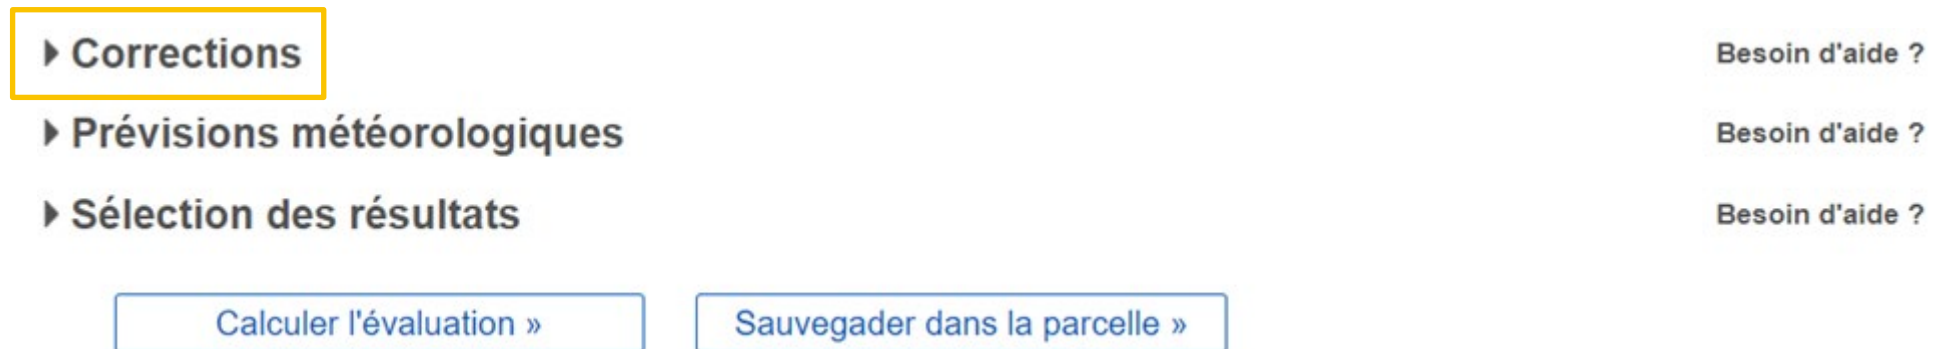 Corrections Besoin d'aide ?
Prévisions météorologiques Besoin d'aide ?
Sélection des résultats Besoin d'aide ?
Calculer l'évaluation » Sauvegader dans la parcelle »